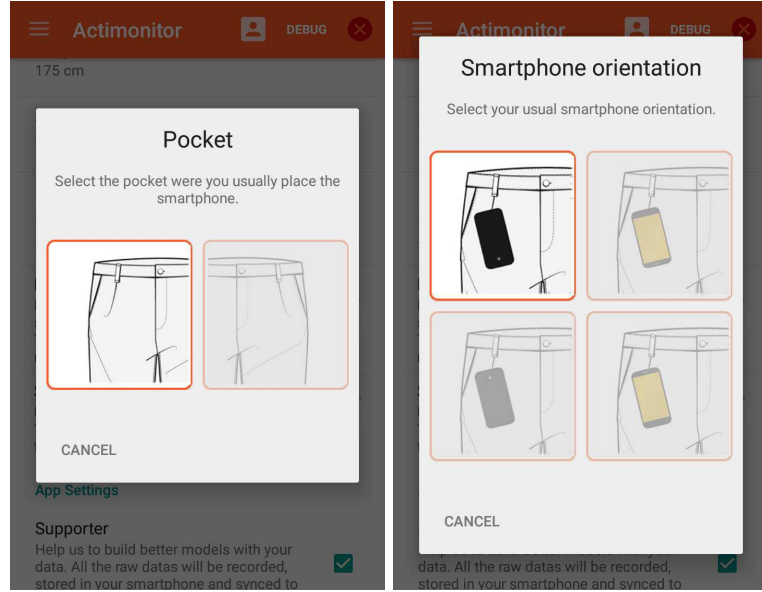 Actimonitor
DEBUG
175 cm
Pocket
Select the pocket were you usually place the
smartphone.
CANCEL
App Settings
Supporter
Help us to build better models with your
data. All the raw datas will be recorded,
stored in your smartphone and synced to
Actimonitor
DEBUG
Smartphone orientation
Select your usual smartphone orientation.
CANCEL
data. All the raw datas will be recorded,
stored in your smartphone and synced to